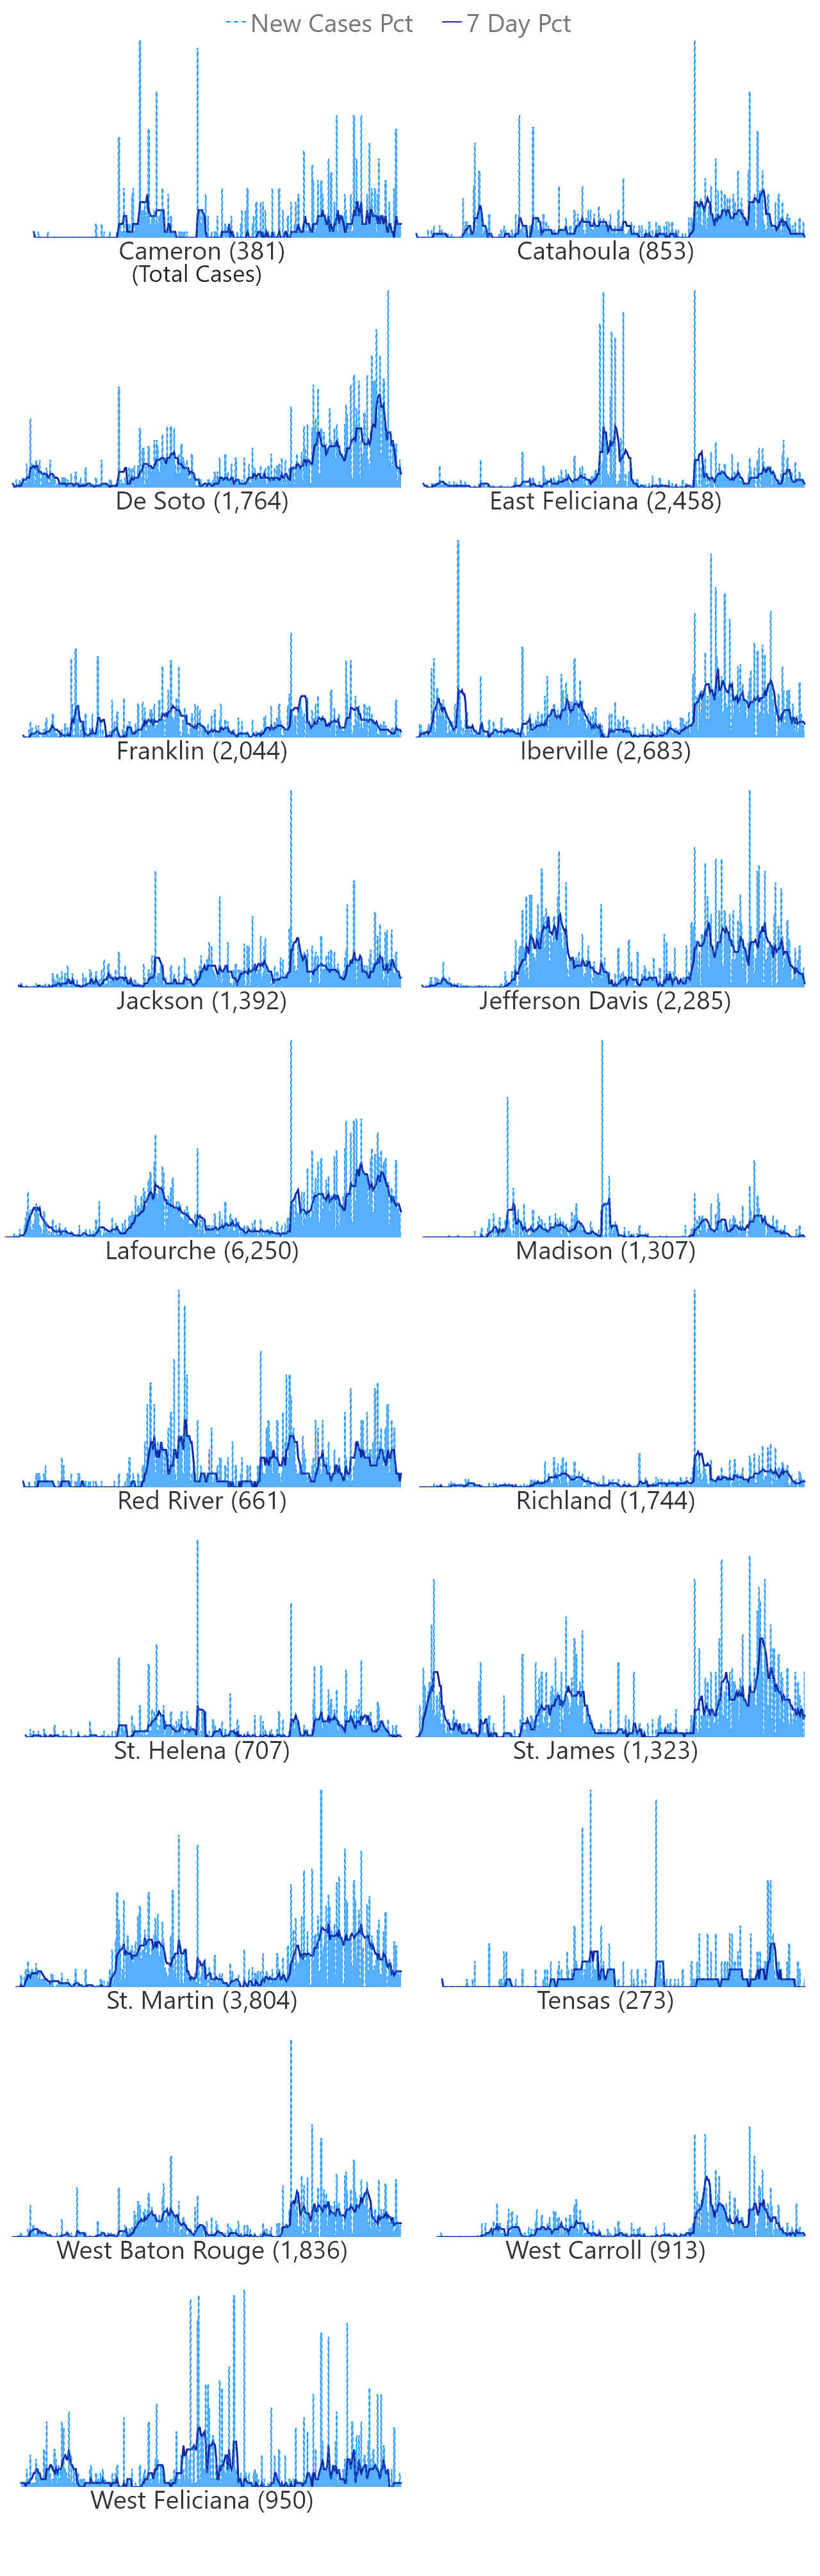 New Cases Pct 7 Day Pct
Cameron (381) Catahoula (853)
(Total Cases)
De Soto (1,764) East Feliciana (2,458)
Franklin (2,044) Iberville (2,683)
Jackson (1,392) Jefferson Davis (2,285)
Lafourche (6,250) Madison (1,307)
Red River (661) Richland (1,744)
St. Helena (707) St. James (1,323)
St. Martin (3,804) Tensas (273)
West Baton Rouge (1,836) West Carroll (913)
West Feliciana (950)